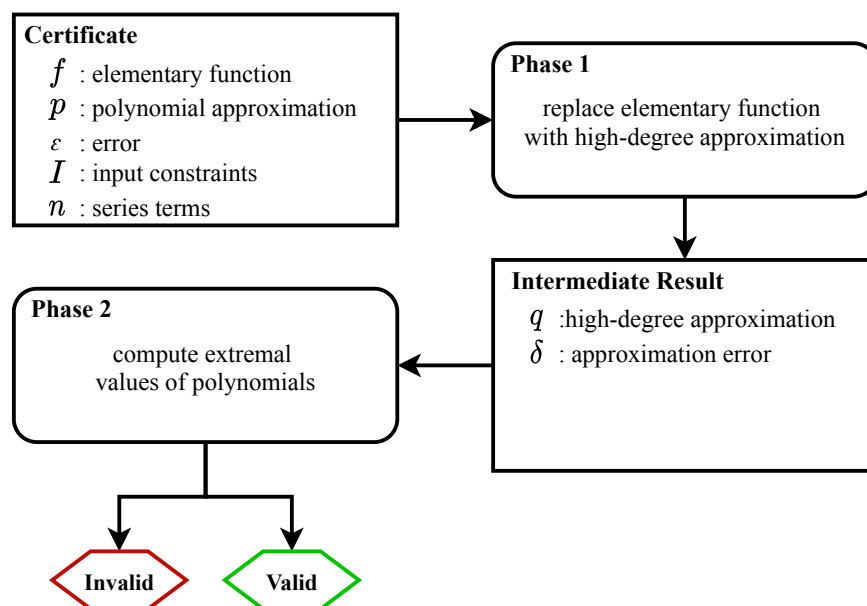 Certificate
f : elementary function
p : polynomial approximation
ε : error
I : input constraints
n : series terms
Phase 1
replace elementary function
with high-degree approximation
Intermediate Result
q :high-degree approximation
δ : approximation error
Phase 2
compute extremal
values of polynomials
Invalid
Valid